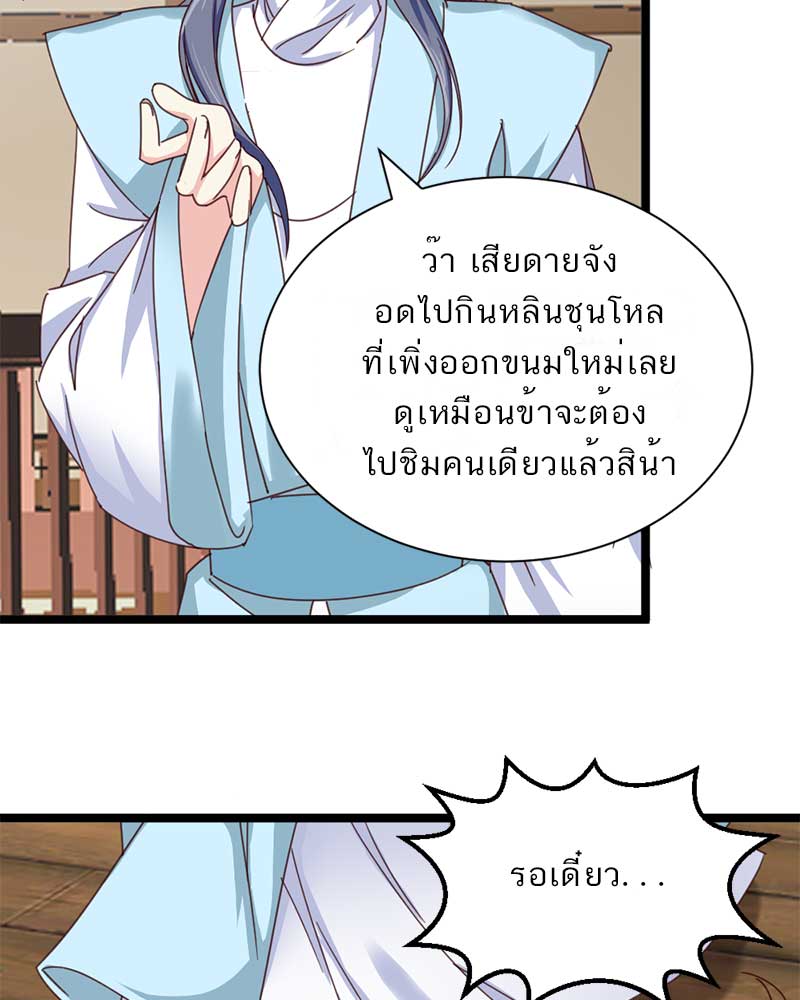 ว๊า เสียดายจัง
อดไปกินหลินชุนโหล
ที่เพิ่งออกขนมใหม่เลย
ดูเหมือนข้าจะต้อง
ไปชิมคนเดียวแล้วสิน้า
รอเดี๋ยว...